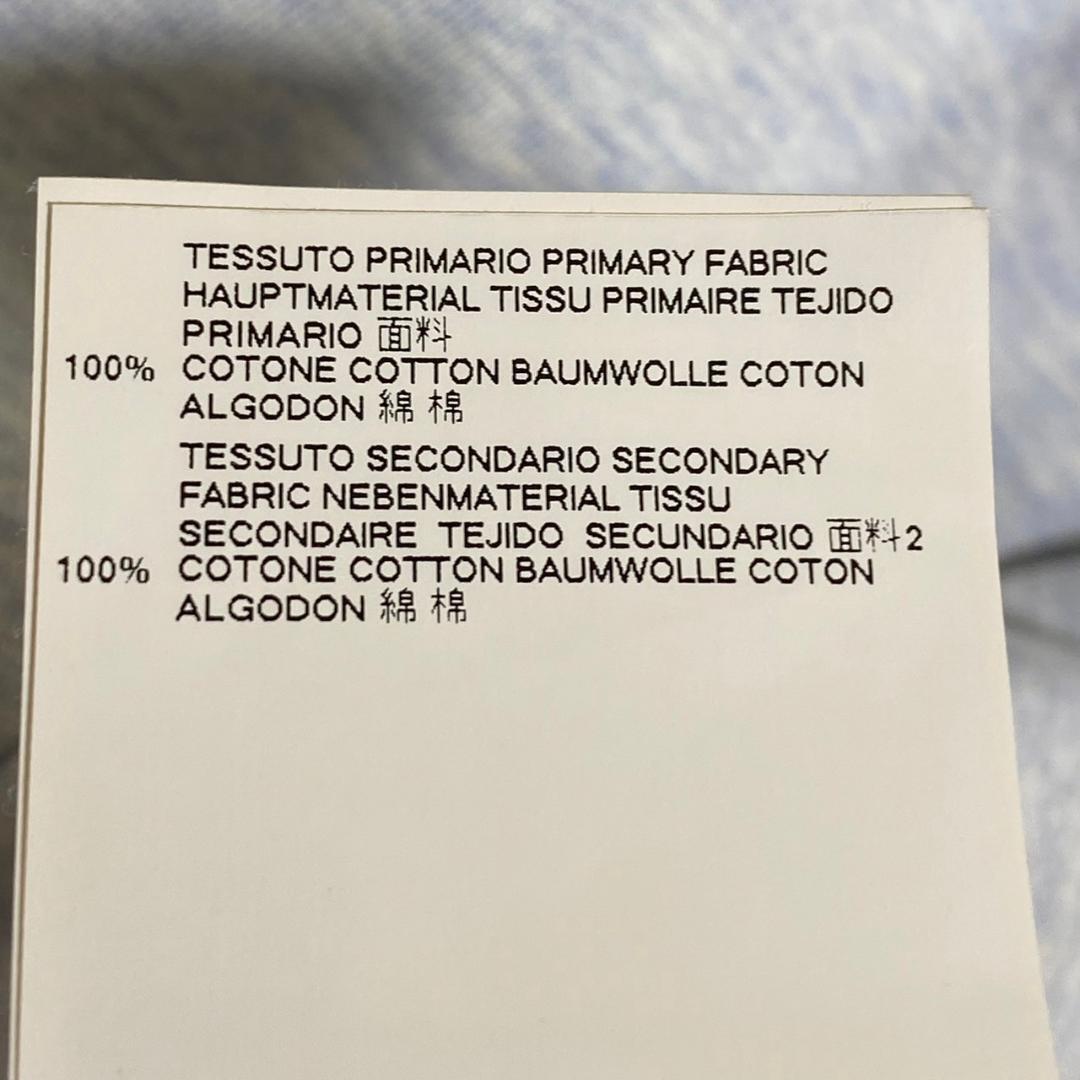 TESSUTO PRIMARIO PRIMARY FABRIC
HAUPTMATERIAL TISSU PRIMAIRE TEJIDO
PRIMARIO 面料
100% COTONE COTTON BAUMWOLLE COTON
ALGODON 綿 棉
TESSUTO SECONDARIO SECONDARY
FABRIC NEBENMATERIAL TISSU
SECONDAIRE TEJIDO SECUNDARIO 面料2
100% COTONE COTTON BAUMWOLLE COTON
ALGODON 綿 棉